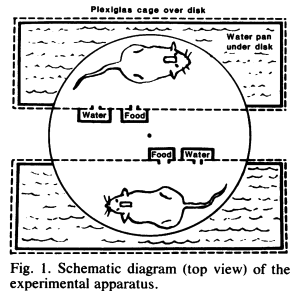 Plexiglas cage over disk
Water pan
under disk
Water Food
Food Water
Fig. 1. Schematic diagram (top view) of the
experimental apparatus.